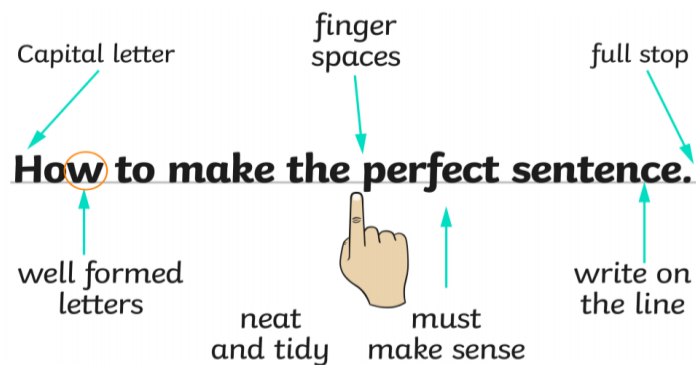 finger
spaces
Capital letter
full stop
How to make the perfect sentence.
well formed
letters
neat
and tidy
must
make sense
write on
the line